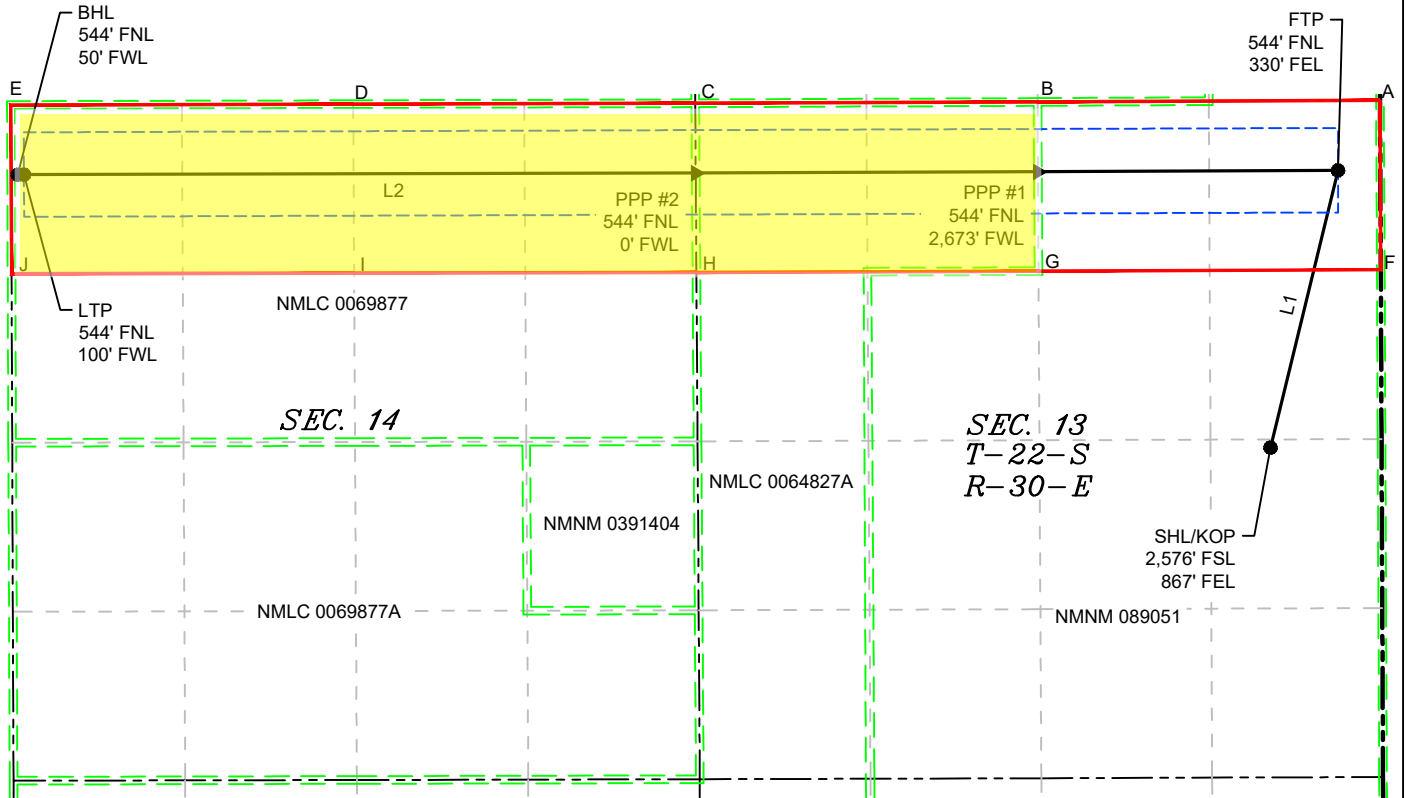 BHL
544' FNL
50' FWL
FTP
544' FNL
330' FEL
E
D
C
B
A
L2
PPP #2
544' FNL
0' FWL
PPP #1
544' FNL
2,673' FWL
J
I
H
G
F
LTP
544' FNL
100' FWL
NMLC 0069877
L1
SEC. 14
SEC. 13
T-22-S
R-30-E
NMLC 0064827A
NMNM 0391404
SHL/KOP
2,576' FSL
867' FEL
NMLC 0069877A
NMNM 089051